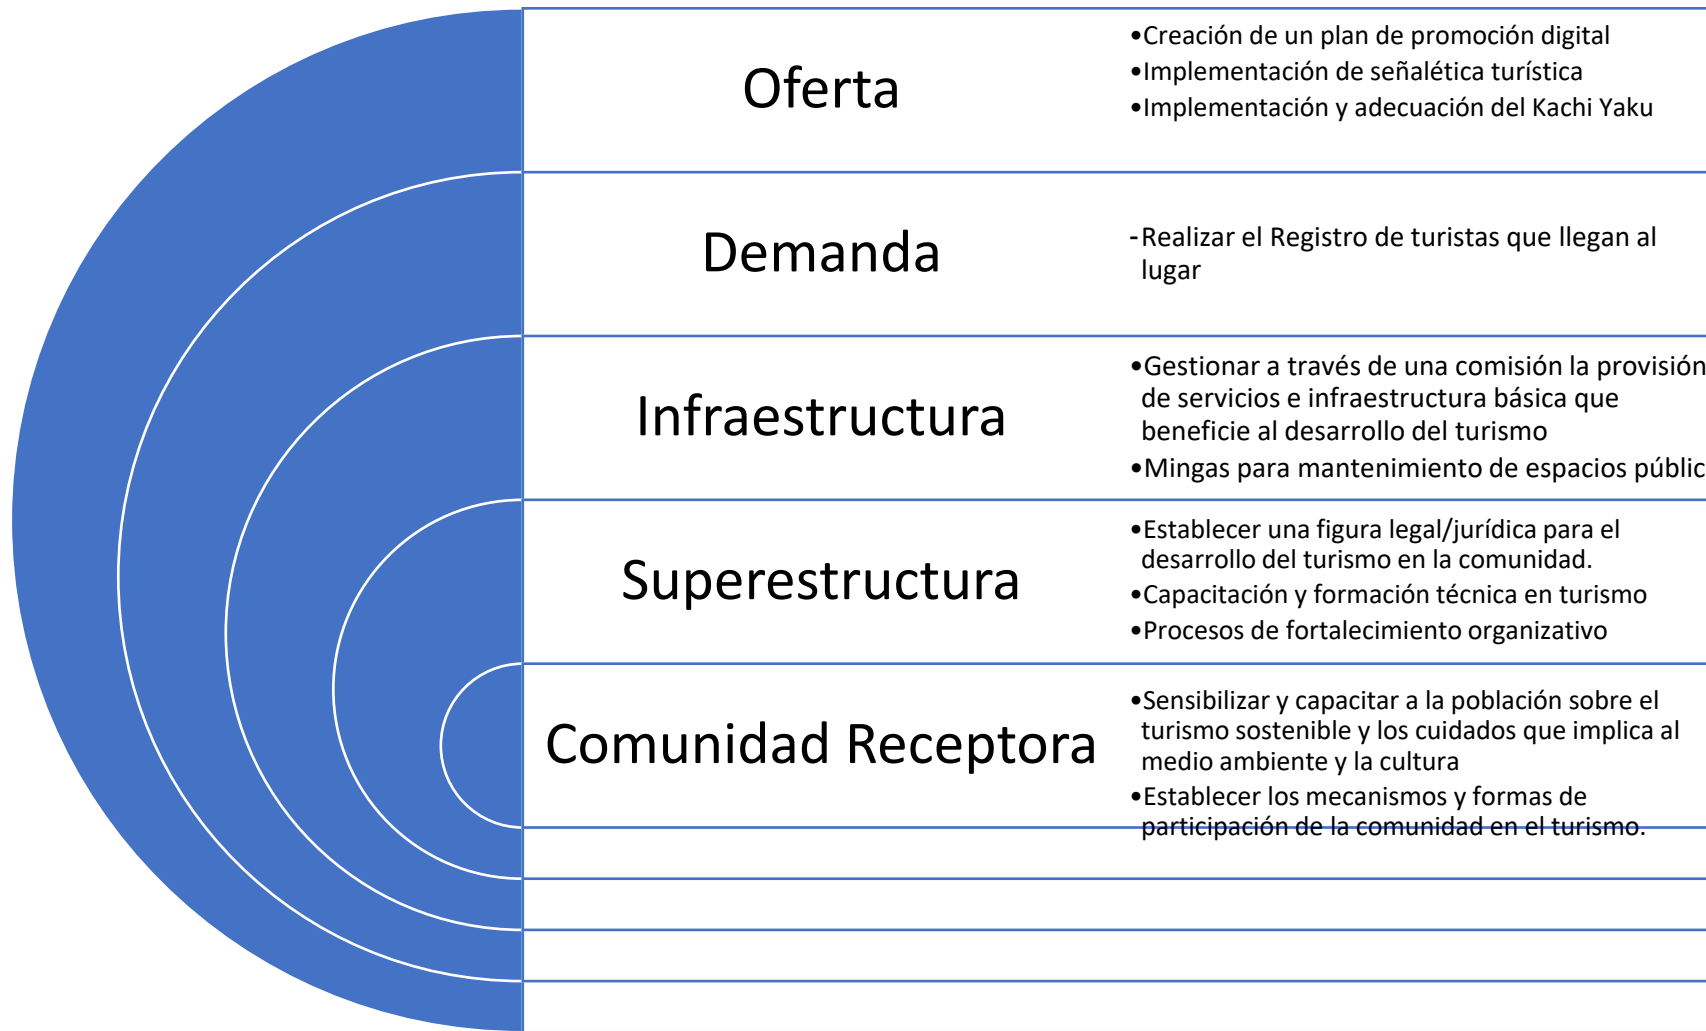 Oferta
•Creación de un plan de promoción digital
•Implementación de señalética turística
•Implementación y adecuación del Kachi Yaku
Demanda
-Realizar el Registro de turistas que llegan al
lugar
Infraestructura
•Gestionar a través de una comisión la provisión
de servicios e infraestructura básica que
beneficie al desarrollo del turismo
•Mingas para mantenimiento de espacios públic
Superestructura
•Establecer una figura legal/jurídica para el
desarrollo del turismo en la comunidad.
•Capacitación y formación técnica en turismo
•Procesos de fortalecimiento organizativo
Comunidad Receptora
•Sensibilizar y capacitar a la población sobre el
turismo sostenible y los cuidados que implica al
medio ambiente y la cultura
•Establecer los mecanismos y formas de
participación de la comunidad en el turismo.